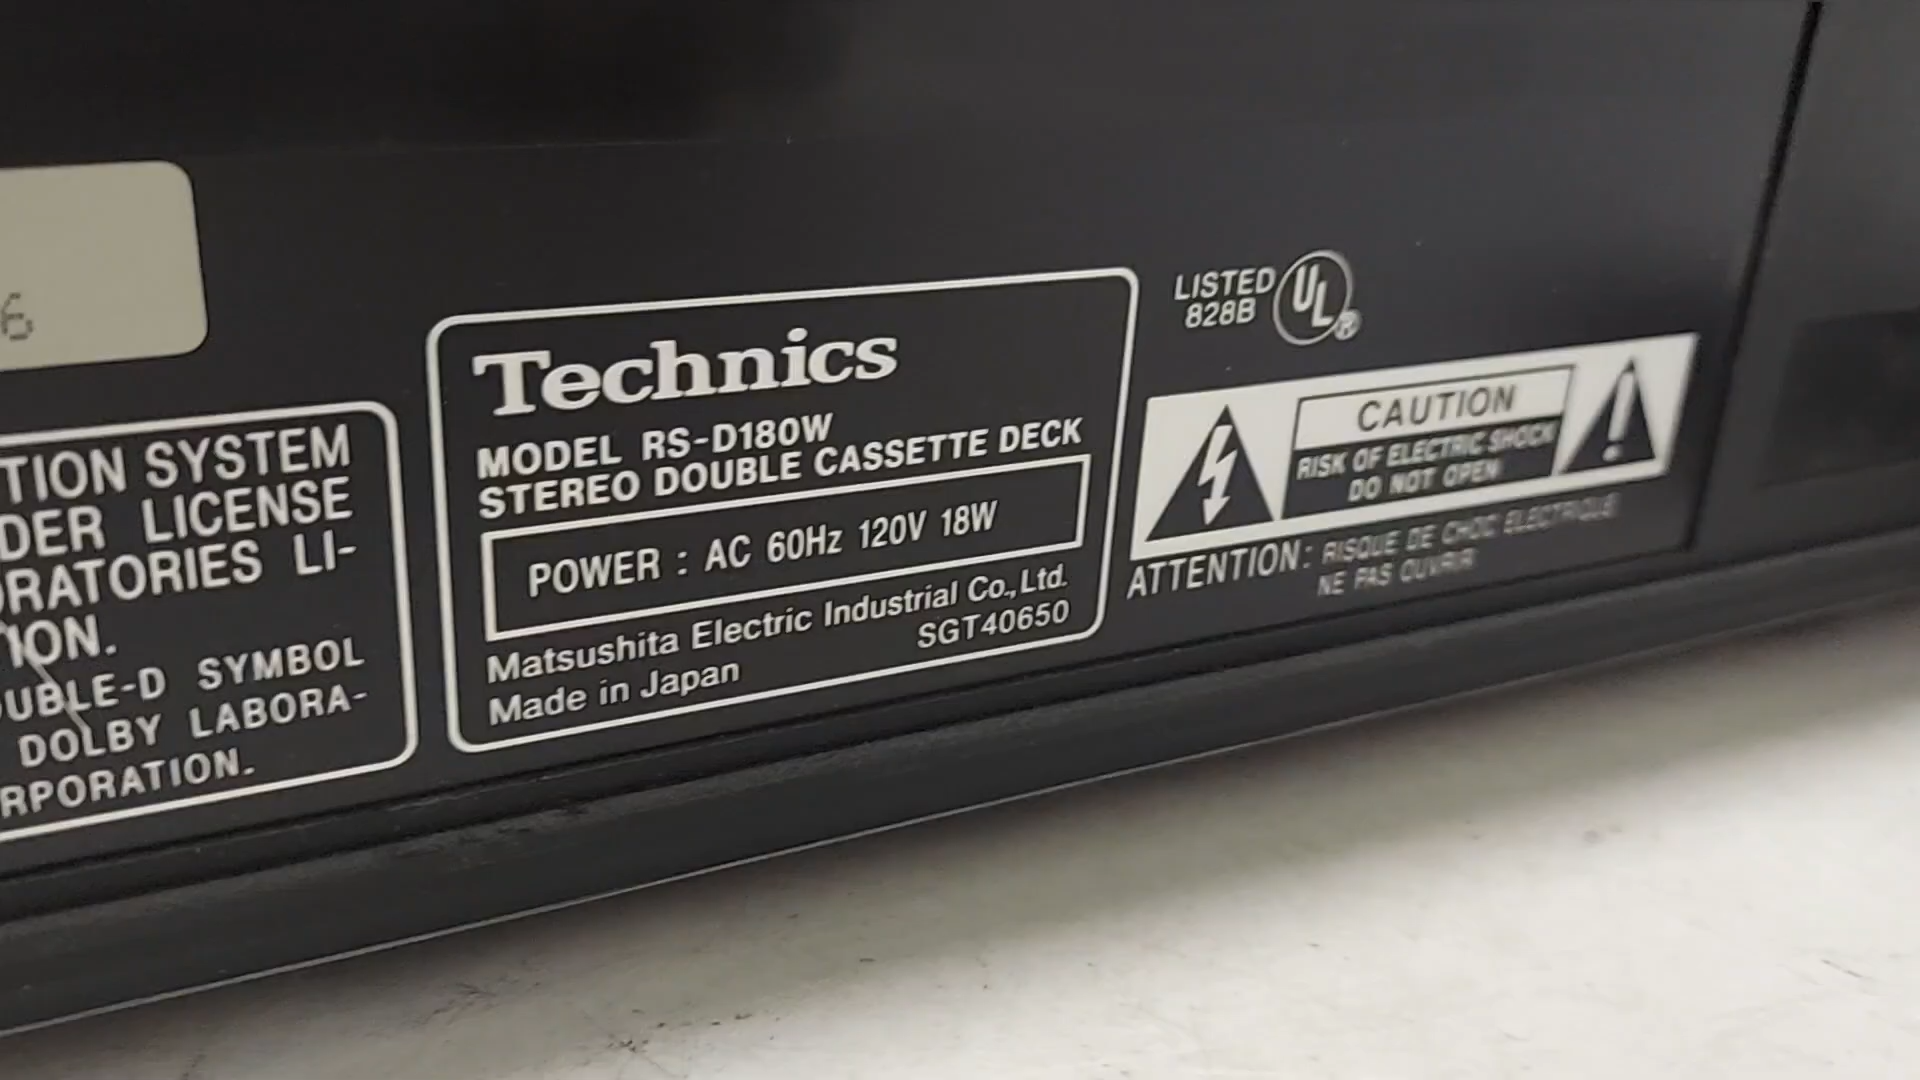 6
TION SYSTEM
DER LICENSE
ORATORIES LI-
TION.
UBLE-D SYMBOL
DOLBY LABORA-
RPORATION.
Technics
MODEL RS-D180W
STEREO DOUBLE CASSETTE DECK
POWER : AC 60Hz 120V 18W
Matsushita Electric Industrial Co., Ltd.
Made in Japan SGT40650
LISTED UL®
828B
CAUTION
RISK OF ELECTRIC SHOCK
DO NOT OPEN
ATTENTION: RISQUE DE CHOC ELECTRIQUE
NE PAS OUVRIR